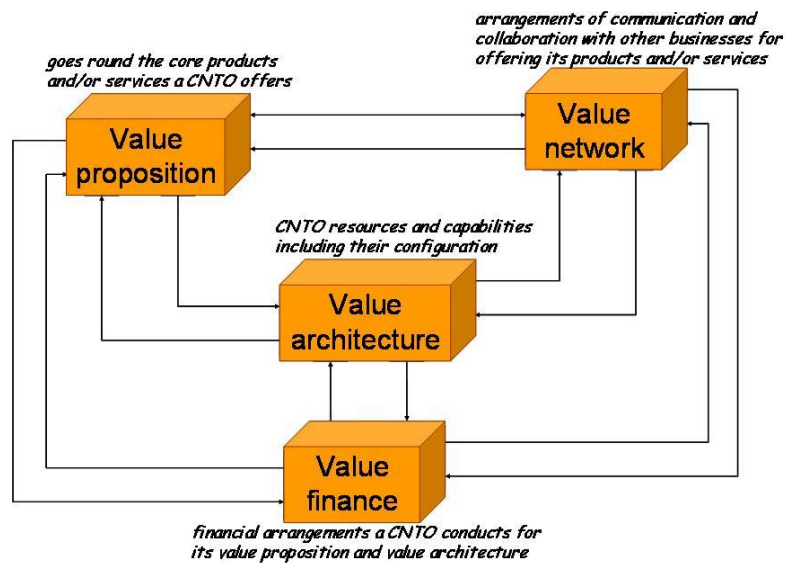 arrangements of communication and
collaboration with other businesses for
offering its products and/or services
goes round the core products
and/or services a CNTO offers
Value
proposition
Value
network
CNTO resources and capabilities
including their configuration
Value
architecture
Value
finance
financial arrangements a CNTO conducts for
its value proposition and value architecture